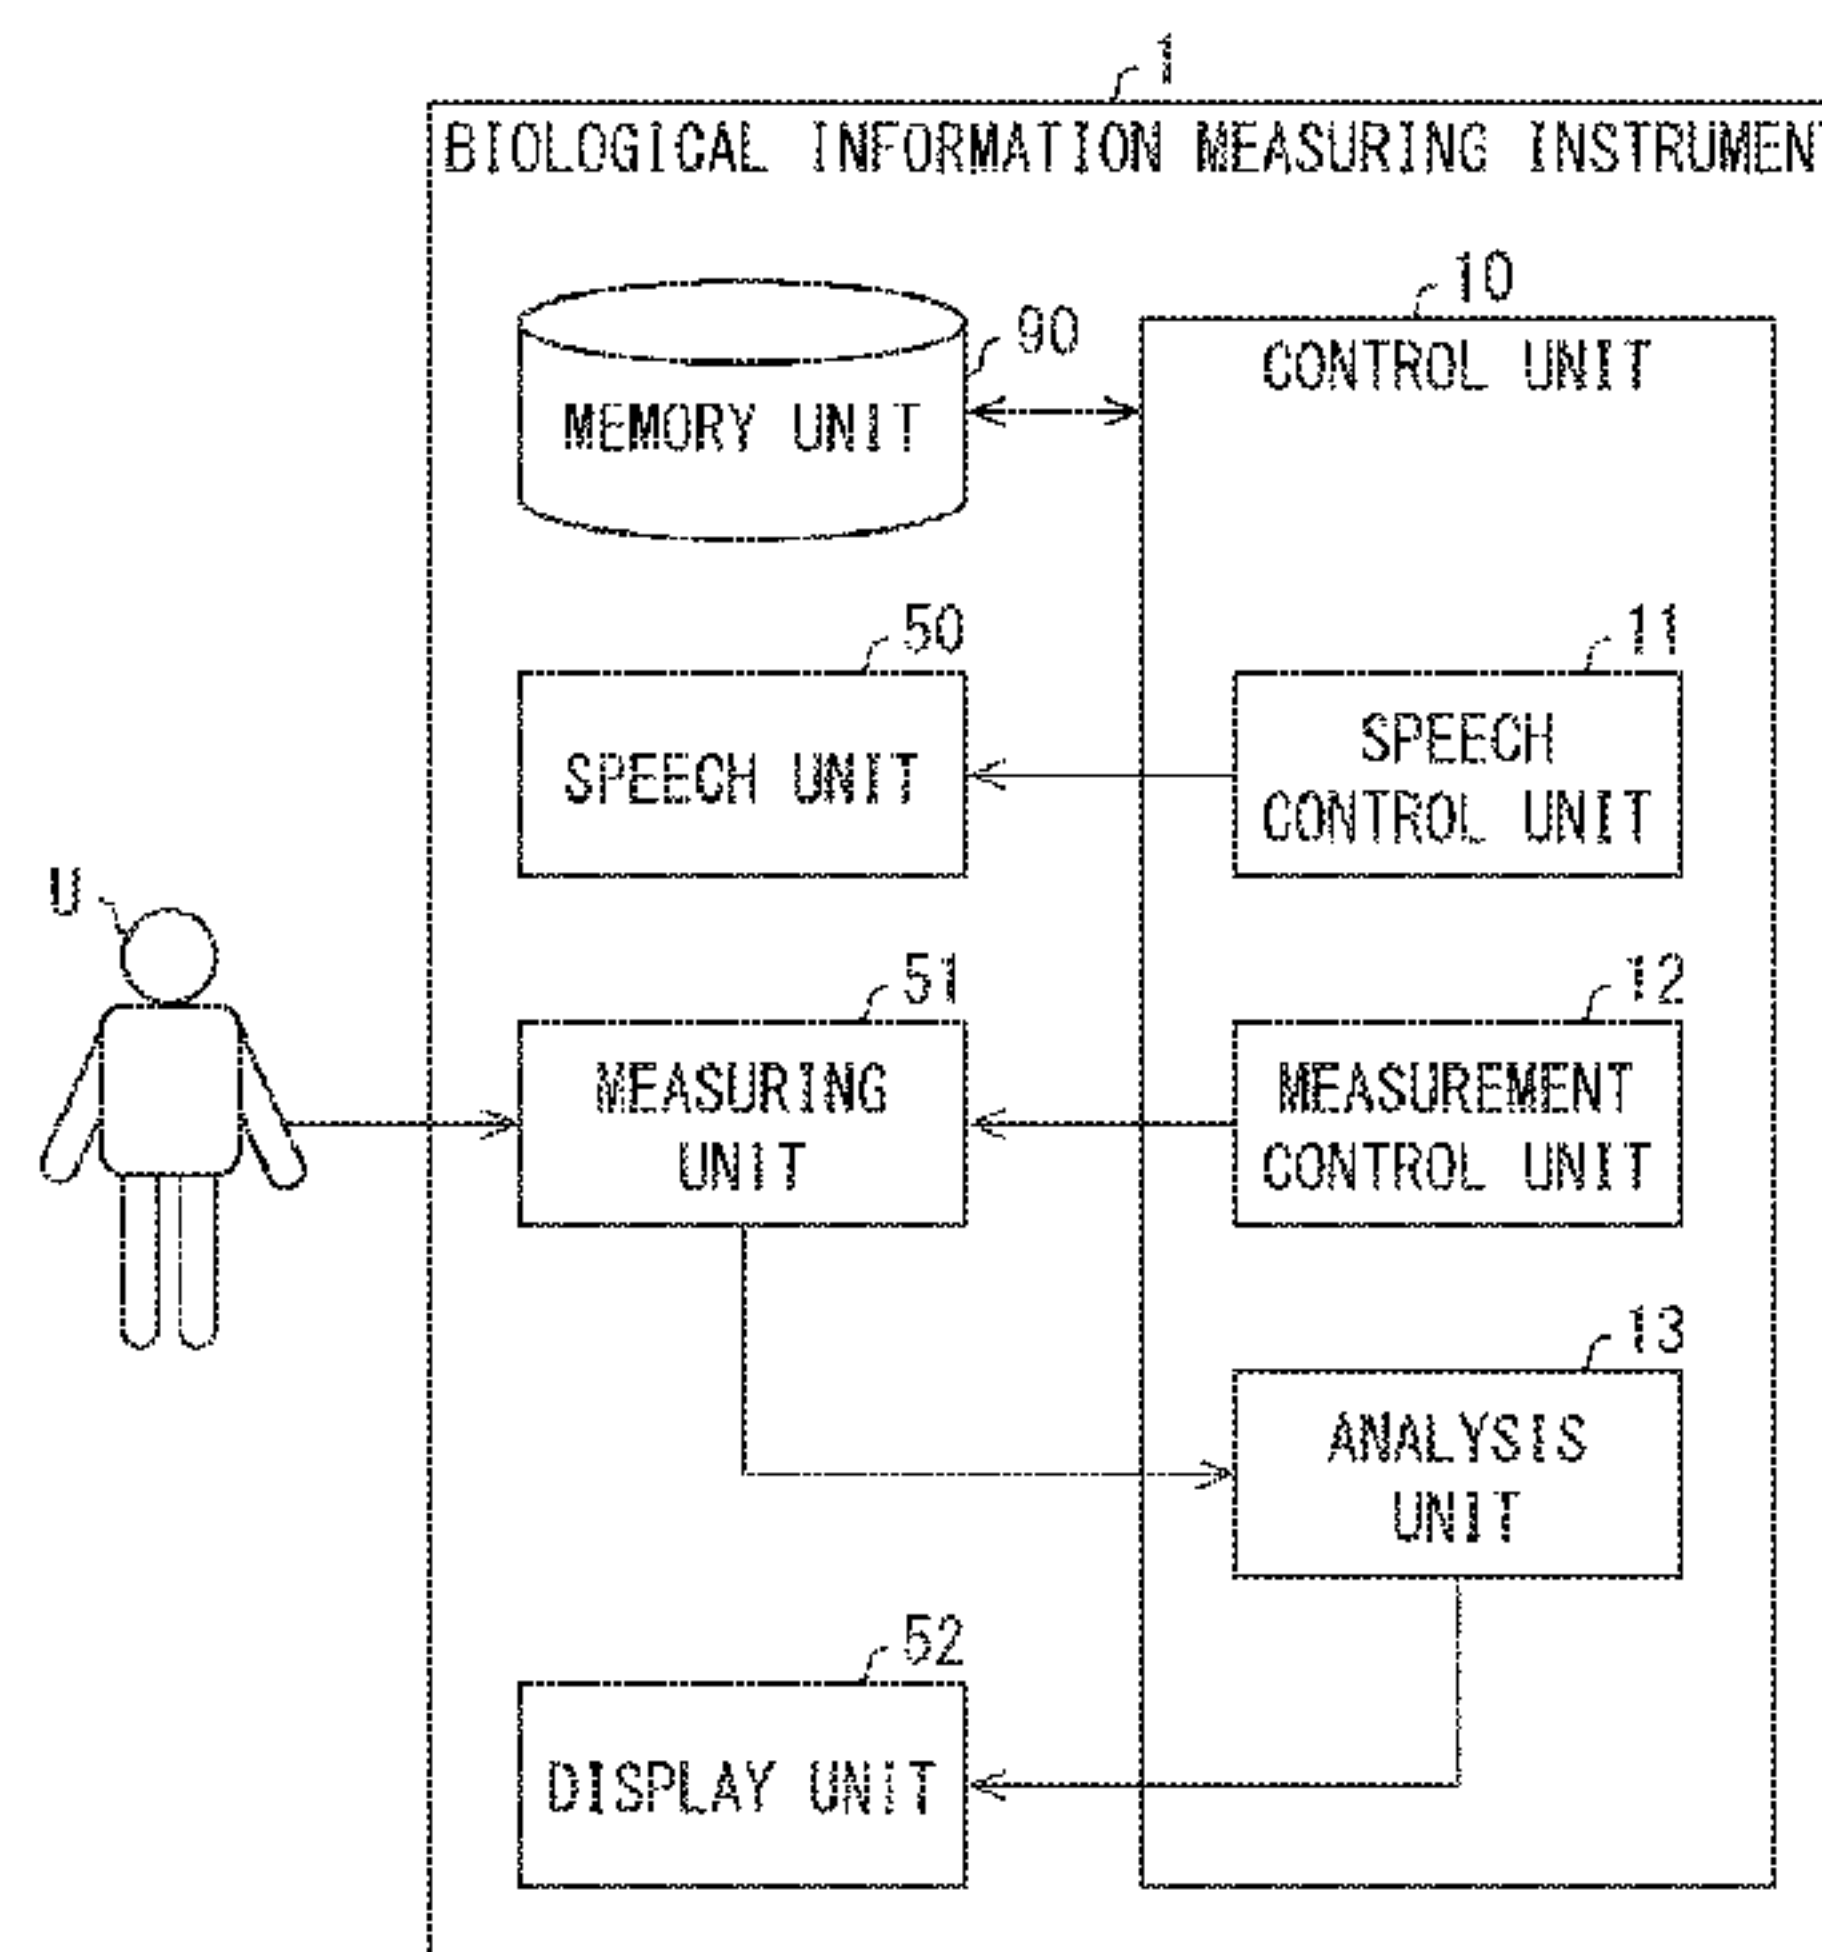 1
BIOLOGICAL INFORMATION MEASURING INSTRUMENT
10
CONTROL UNIT
90
MEMORY UNIT
50
SPEECH UNIT
11
SPEECH
CONTROL UNIT
U
51
MEASURING
UNIT
12
MEASUREMENT
CONTROL UNIT
13
ANALYSIS
UNIT
52
DISPLAY UNIT